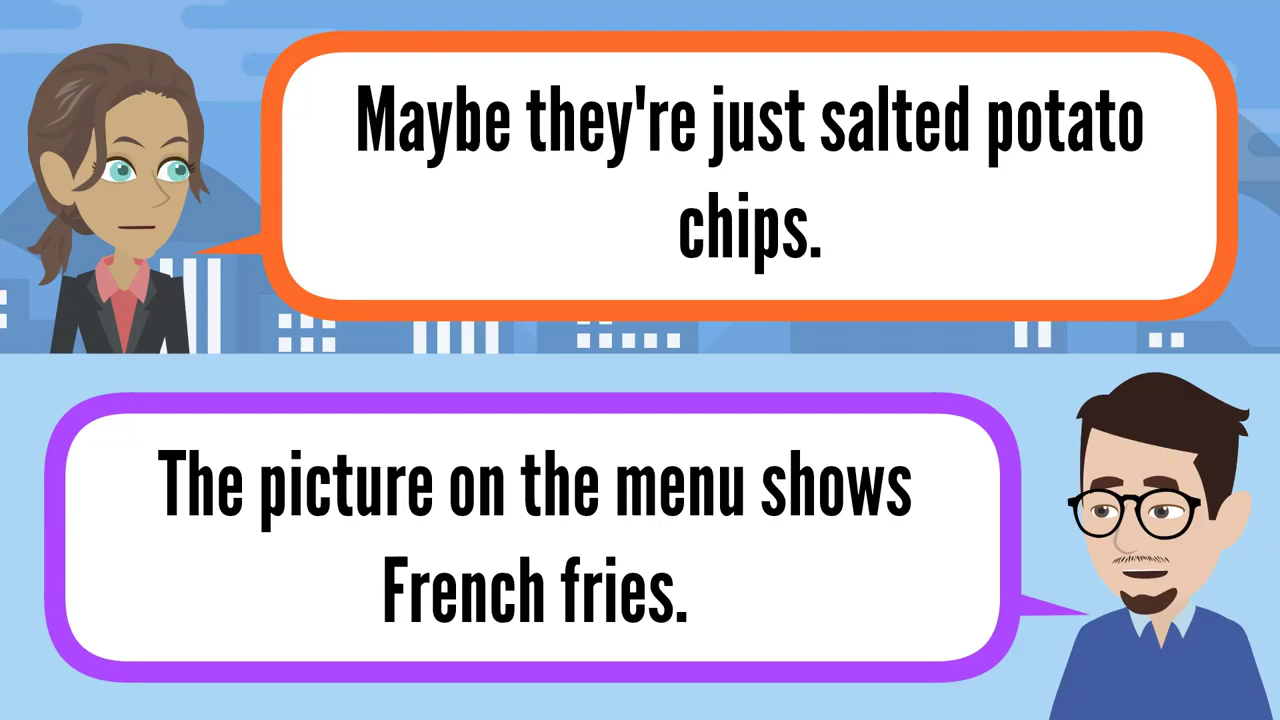 Maybe they're just salted potato
chips.
The picture on the menu shows
French fries.